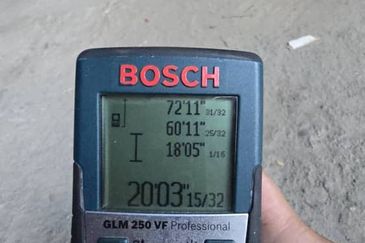 BOSCH
72'11" 31/32
60'11" 25/32
18'05" 1/16
20'03" 15/32
GLM 250 VF Professional